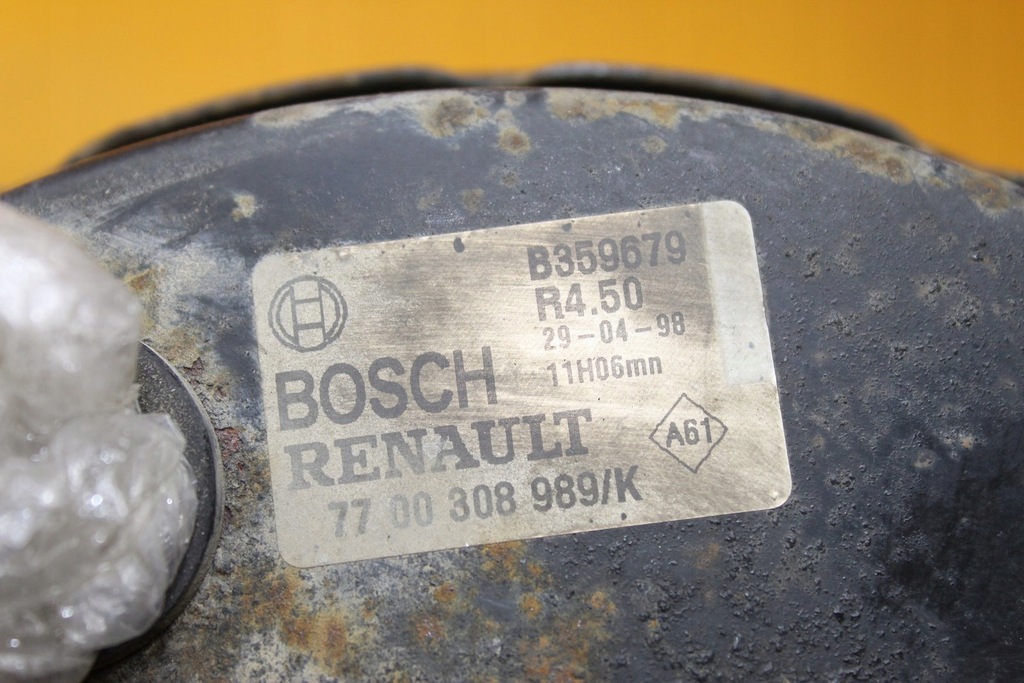 B359679
R4.50
29-04-98
11H06mn
BOSCH
RENAULT
A61
77 00 308 989/K